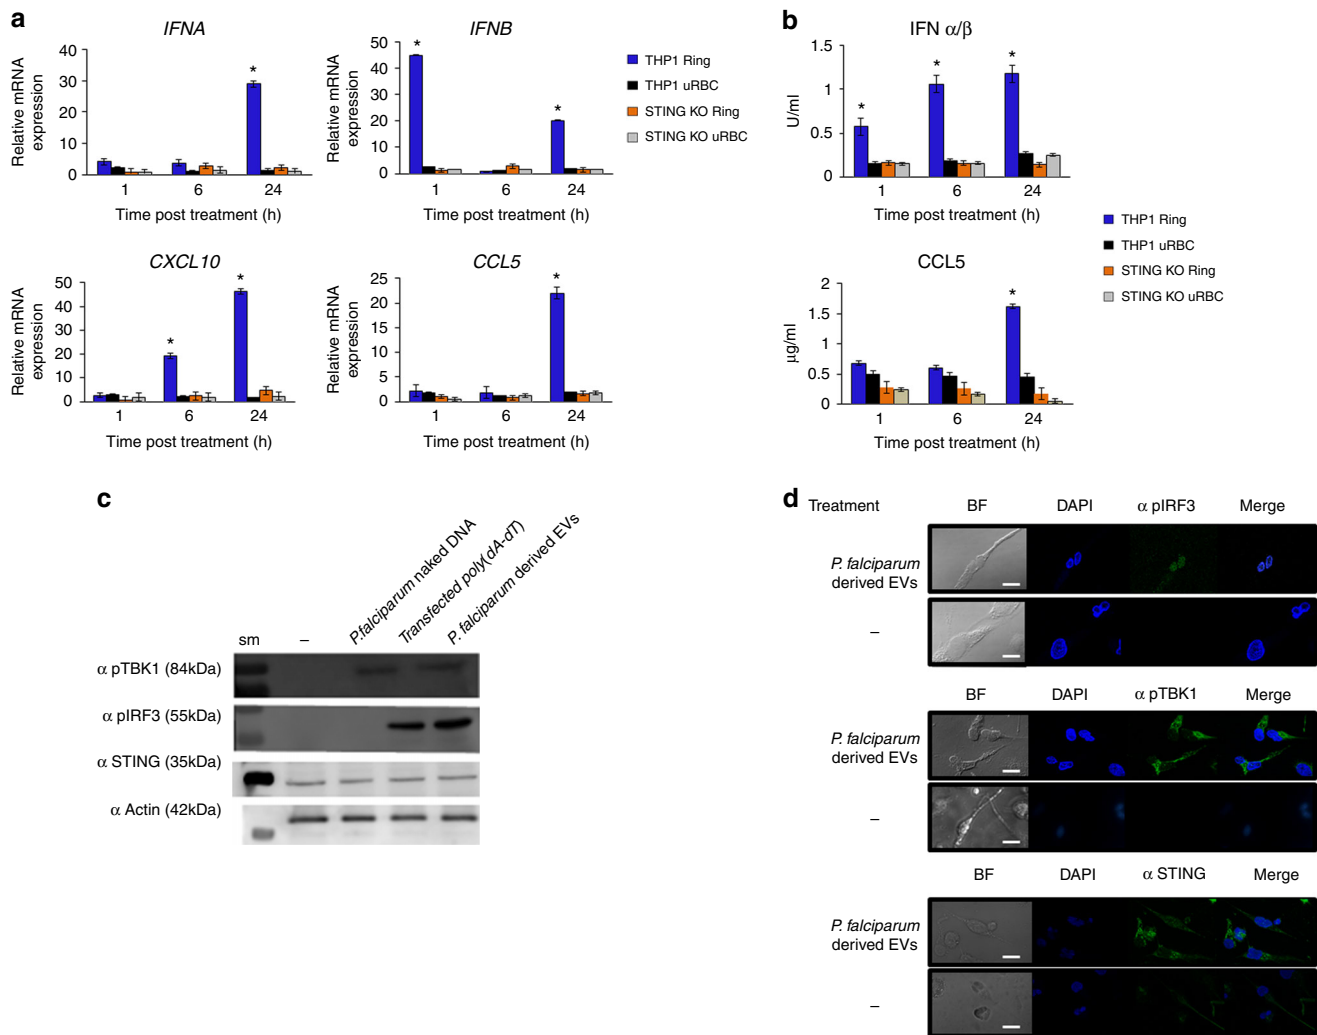 a
IFNA
Relative mRNA
expression
40
30
20
10
0
*
1 6 24
Time post treatment (h)
IFNB
Relative mRNA
expression
50
40
30
20
10
0
* *
1 6 24
Time post treatment (h)
THP1 Ring
THP1 uRBC
STING KO Ring
STING KO uRBC
CXCL10
Relative mRNA
expression
50
40
30
20
10
0
* *
1 6 24
Time post treatment (h)
CCL5
Relative mRNA
expression
25
20
15
10
5
0
*
1 6 24
Time post treatment (h)
b
IFN α/β
U/ml
1.5
1
0.5
0
* * *
1 6 24
CCL5
µg/ml
2
1.5
1
0.5
0
*
1 6 24
Time post treatment (h)
THP1 Ring
THP1 uRBC
STING KO Ring
STING KO uRBC
c
sm
–
P.falciparum naked DNA
Transfected poly(dA-dT)
P. falciparum derived EVs
α pTBK1 (84kDa)
α pIRF3 (55kDa)
α STING (35kDa)
α Actin (42kDa)
d
Treatment BF DAPI α pIRF3 Merge
P. falciparum
derived EVs
–
BF DAPI α pTBK1 Merge
P. falciparum
derived EVs
–
BF DAPI α STING Merge
P. falciparum
derived EVs
–